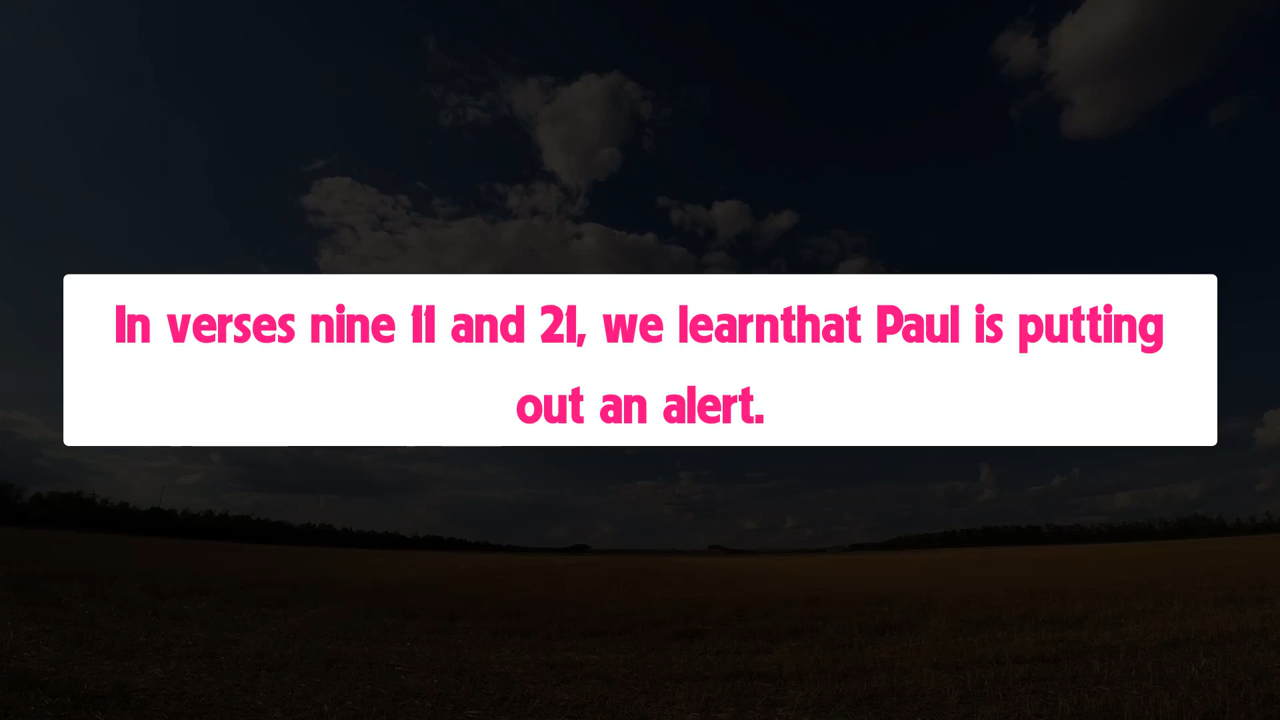 In verses nine 11 and 21, we learnthat Paul is putting
out an alert.